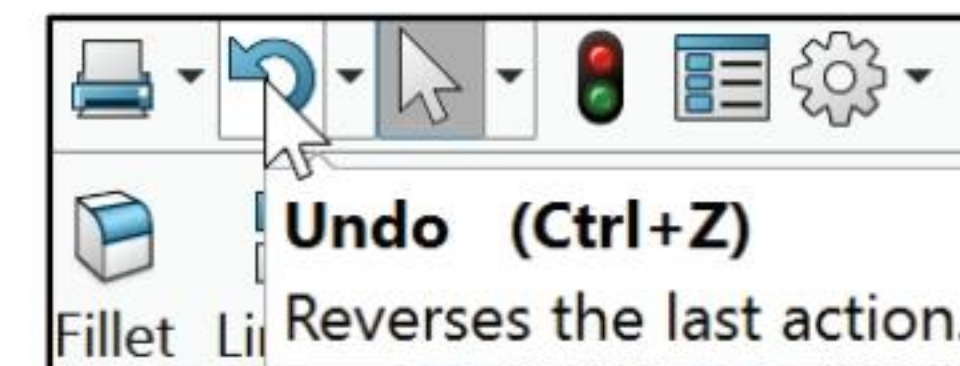 Undo (Ctrl+Z)
Reverses the last action.
Fillet